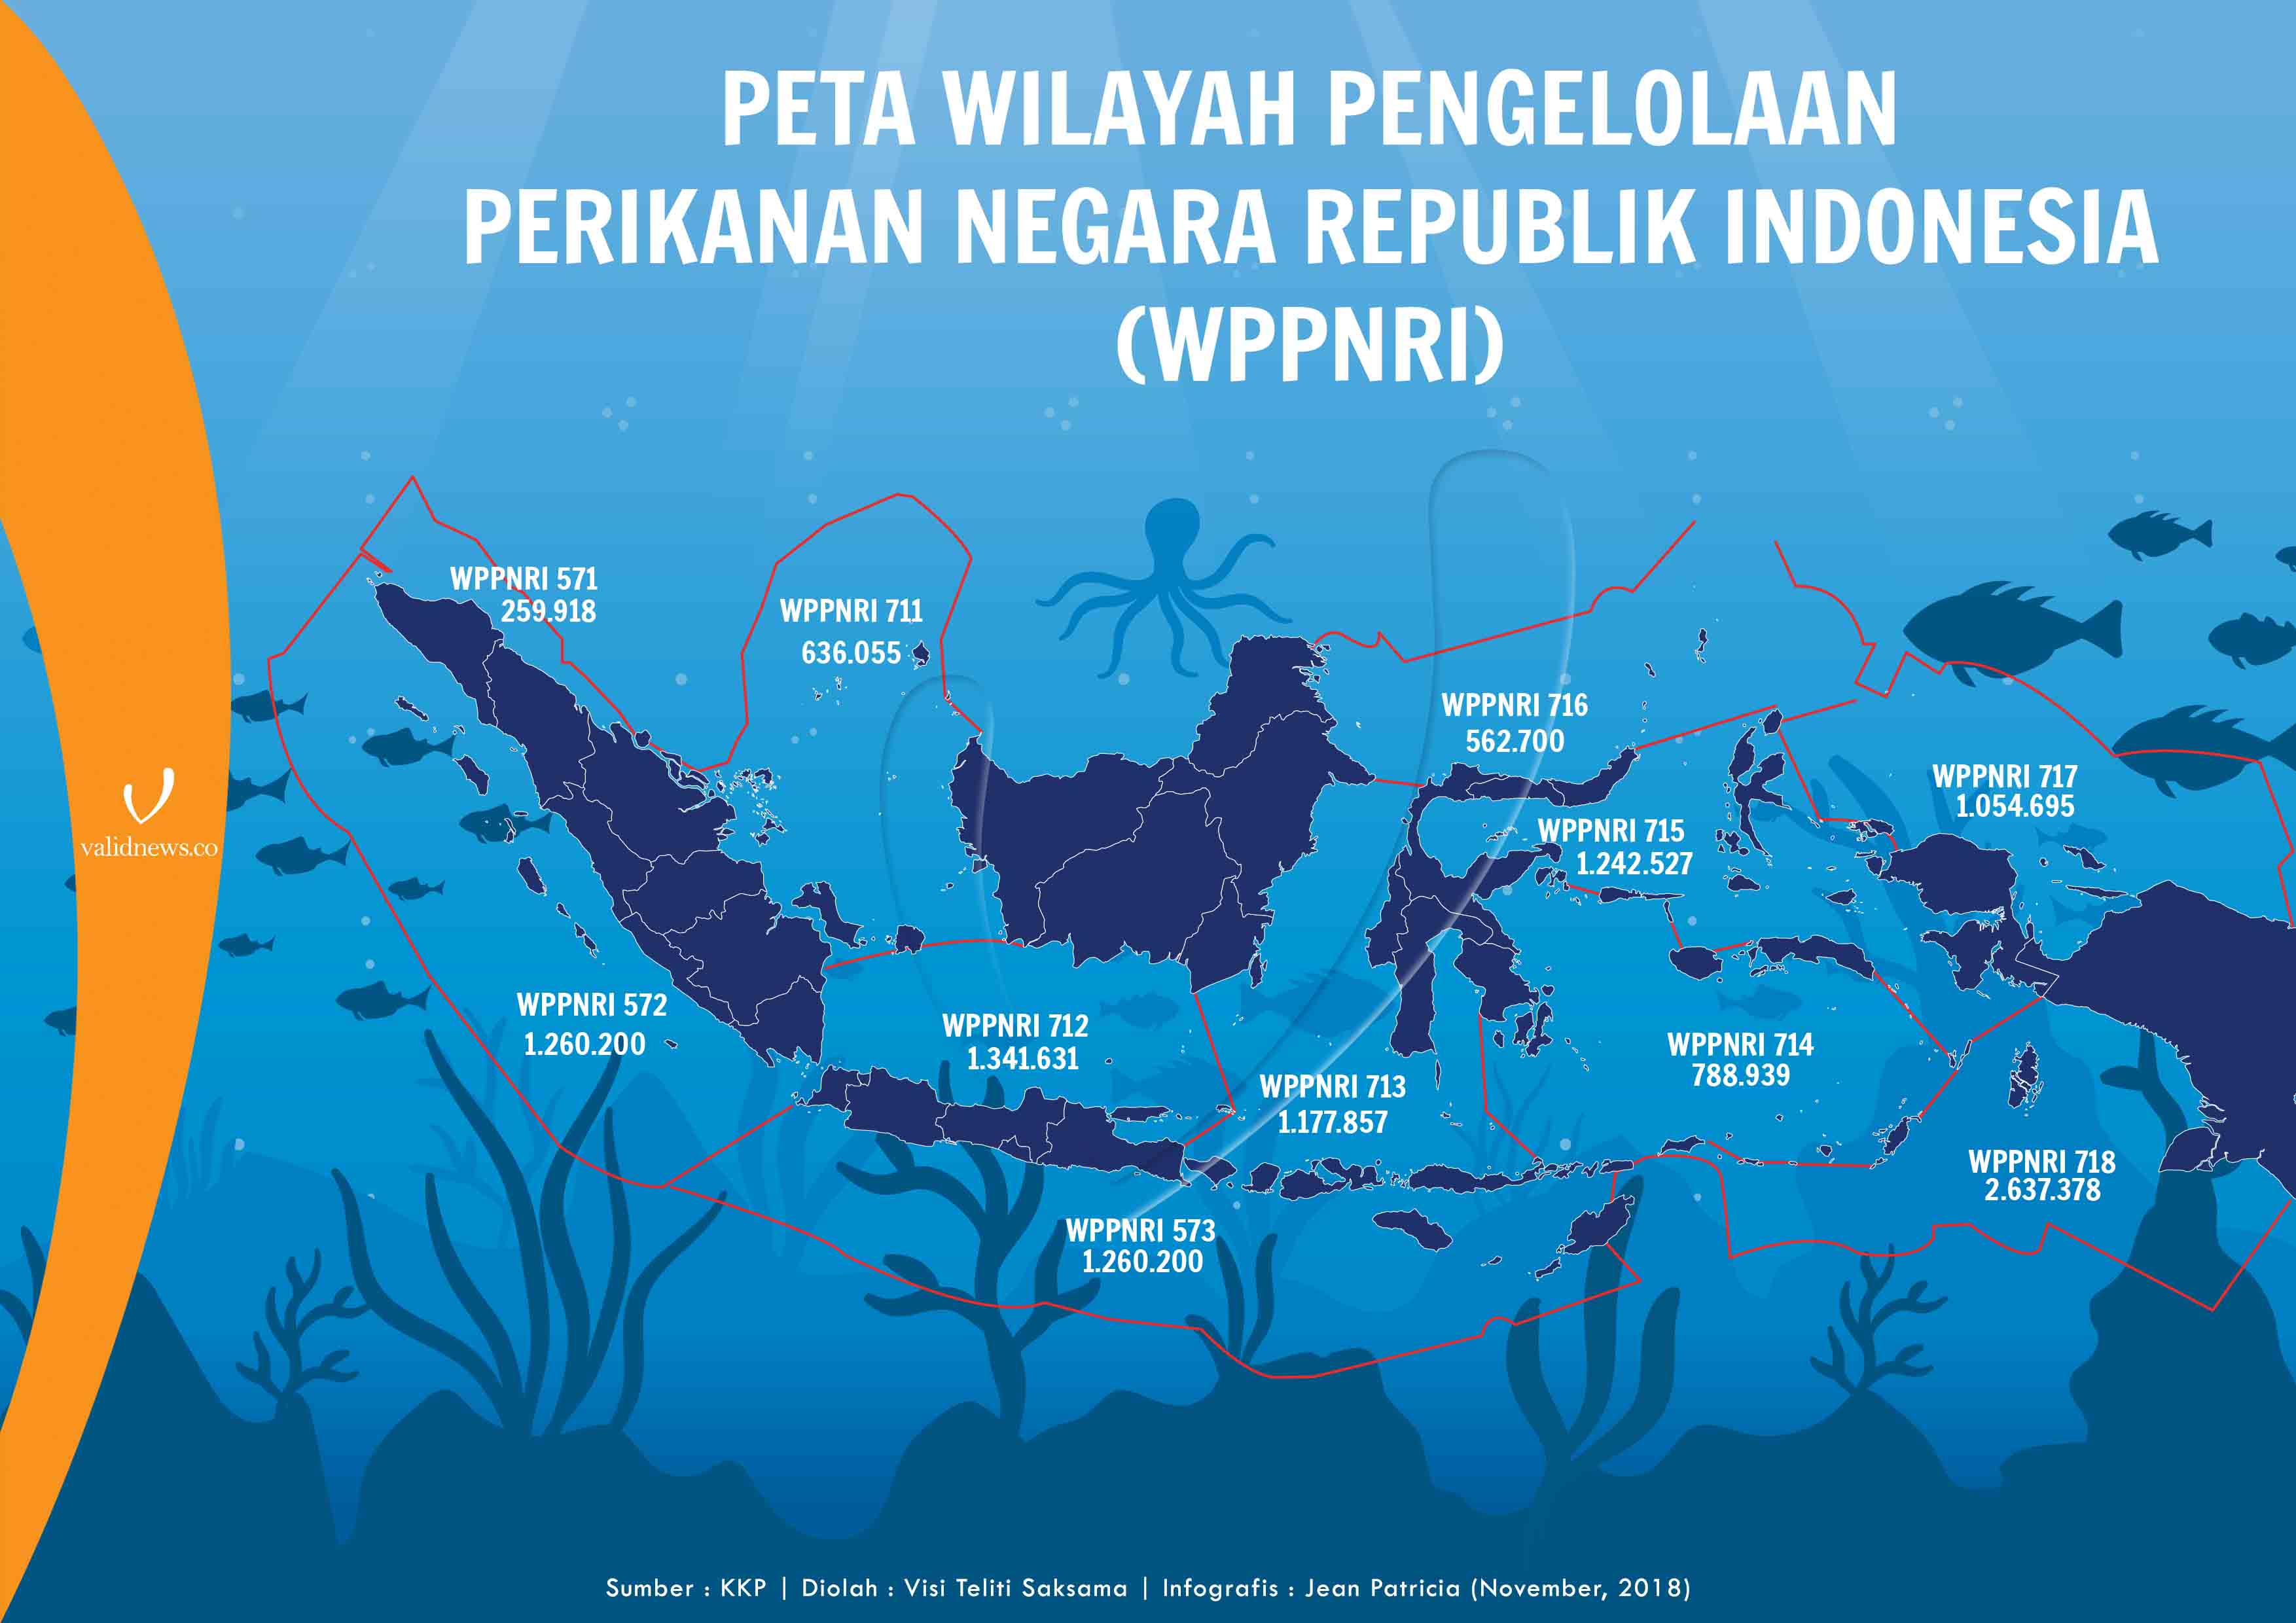 PETA WILAYAH PENGELOLAAN
PERIKANAN NEGARA REPUBLIK INDONESIA
(WPPNRI)
WPPNRI 571
259.918
WPPNRI 711
636.055
WPPNRI 716
562.700
WPPNRI 717
1.054.695
WPPNRI 715
1.242.527
validnews.co
WPPNRI 572
1.260.200
WPPNRI 712
1.341.631
WPPNRI 713
1.177.857
WPPNRI 714
788.939
WPPNRI 718
2.637.378
WPPNRI 573
1.260.200
Sumber : KKP | Diolah : Visi Teliti Saksama | Infografis : Jean Patricia (November, 2018)